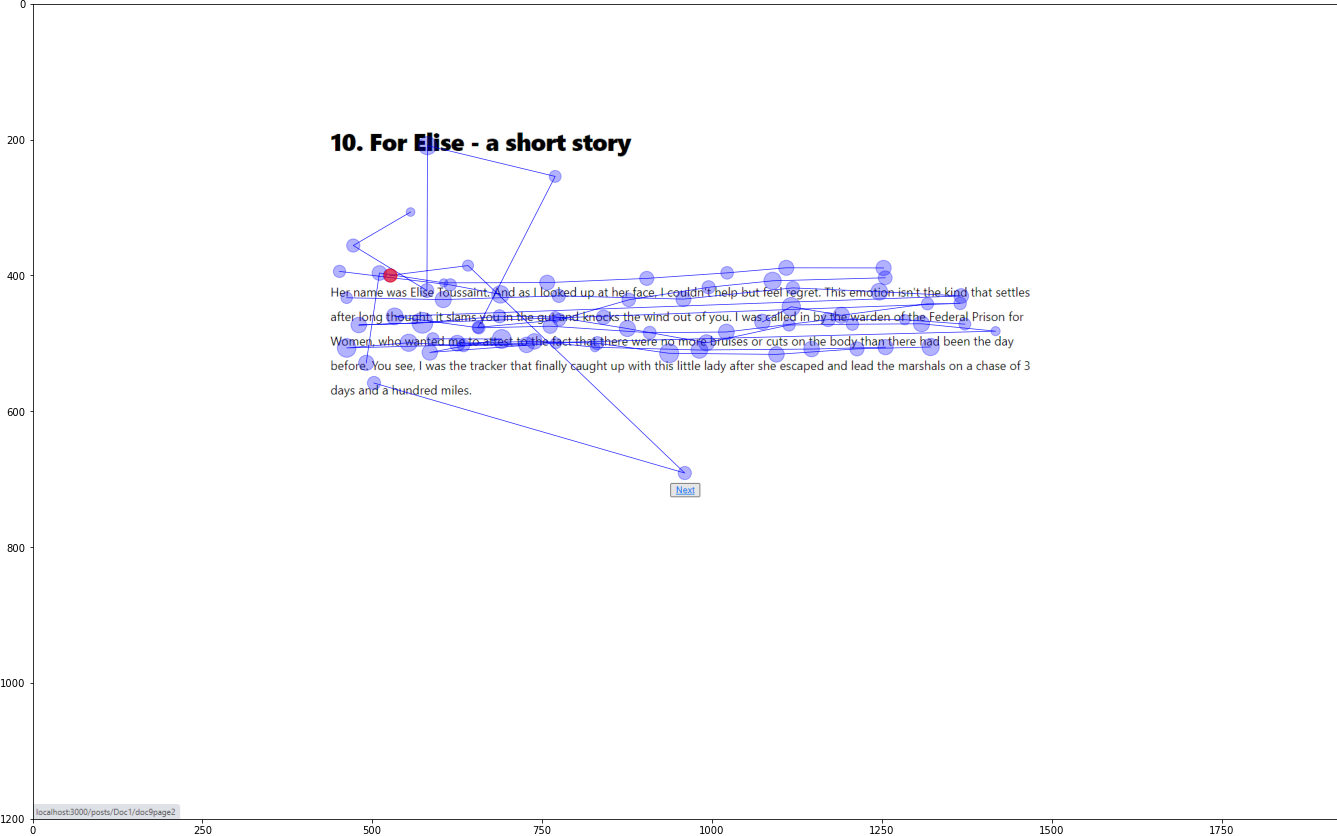 0
200
10. For Elise - a short story
400
Her name was Elise Toussaint. And as I looked up at her face, I couldn't help but feel regret. This emotion isn't the kind that settles
after long thought; it slams you in the gut and knocks the wind out of you. I was called in by the warden of the Federal Prison for
Women, who wanted me to attest to the fact that there were no more bruises or cuts on the body than there had been the day
before. You see, I was the tracker that finally caught up with this little lady after she escaped and lead the marshals on a chase of 3
days and a hundred miles.
600
Next
800
1000
localhost:3000/posts/Doc1/doc9page2
1200
0 250 500 750 1000 1250 1500 1750